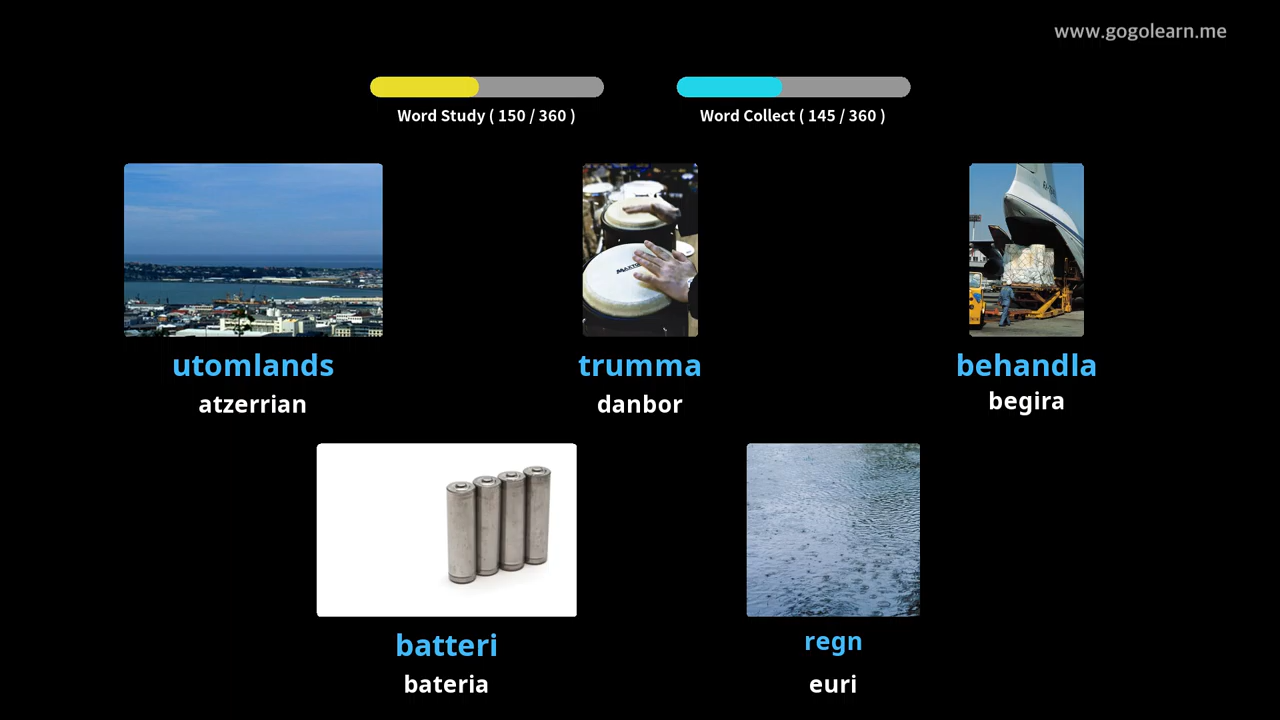 www.gogolearn.me
Word Study ( 150 / 360 )
Word Collect ( 145 / 360 )
utomlands
trumma
behandla
atzerrian
danbor
begira
batteri
regn
bateria
euri